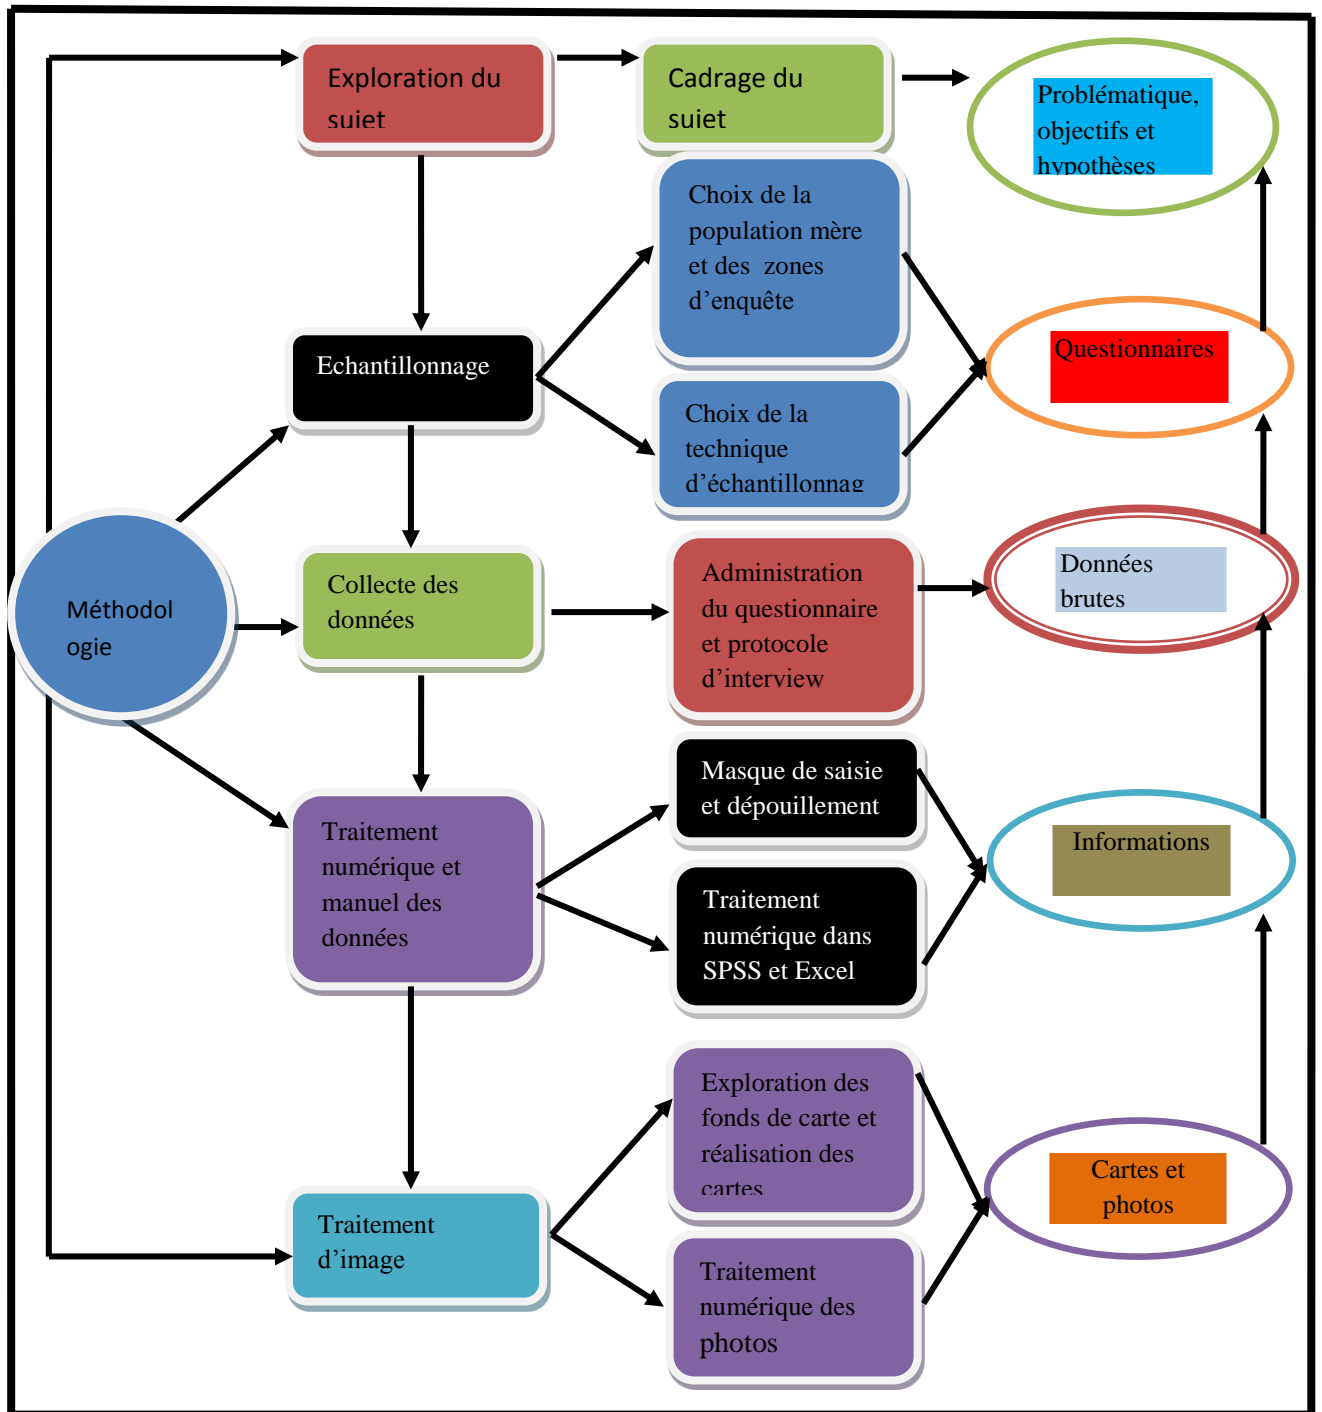 Exploration du
sujet
Cadrage du
sujet
Problématique,
objectifs et
hypothèses
Choix de la
population mère
et des  zones
d’enquête
Echantillonnage
Questionnaires
Choix de la
technique
d’échantillonnag
Méthodol
ogie
Collecte des
données
Administration
du questionnaire
et protocole
d’interview
Données
brutes
Masque de saisie
et dépouillement
Traitement
numérique et
manuel des
données
Informations
Traitement
numérique dans
SPSS et Excel
Exploration des
fonds de carte et
réalisation des
cartes
Cartes et
photos
Traitement
d’image
Traitement
numérique des
photos